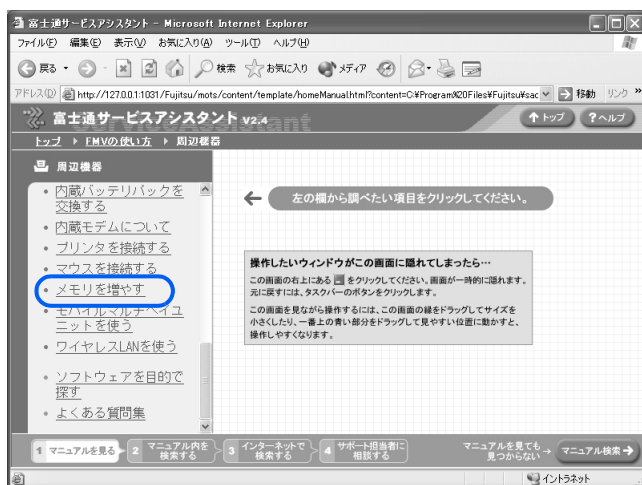 富士通サービスアシスタント - Microsoft Internet Explorer
ファイル(F) 編集(E) 表示(V) お気に入り(A) ツール(T) ヘルプ(H)
戻る 検索 お気に入り メディア
アドレス(D) http://127.0.0.1:1031/Fujitsu/mots/content/template/homeManual.html?content=C:¥Program%20Files¥Fujitsu¥sac 移動 リンク »
富士通サービスアシスタント V2.4 ↑トップ ?ヘルプ
トップ ▶ FMVの使い方 ▶ 周辺機器
周辺機器
・内蔵バッテリパックを
交換する
・内蔵モデムについて
・プリンタを接続する
・マウスを接続する
・メモリを増やす
・モバイルマルチベイユ
ニットを使う
・ワイヤレスLANを使う
・ソフトウェアを目的で
探す
・よくある質問集
← 左の欄から調べたい項目をクリックしてください。
操作したいウィンドウがこの画面に隠れてしまったら…
この画面の右上にある をクリックしてください。画面が一時的に隠れます。
元に戻すには、タスクバーのボタンをクリックします。
この画面を見ながら操作するには、この画面の縁をドラッグしてサイズを
小さくしたり、一番上の青い部分をドラッグして見やすい位置に動かすと、
操作しやすくなります。
1 マニュアルを見る 2 マニュアル内を
検索する 3 インターネットで
検索する 4 サポート担当者に
相談する マニュアルを見ても
見つからない → マニュアル検索 →
イントラネット